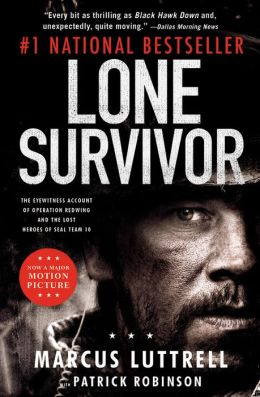 "Every bit as thrilling as Black Hawk Down and,
unexpectedly, quite moving." —Dallas Morning News
#1 NATIONAL BESTSELLER
LONE
SURVIVOR
THE EYEWITNESS ACCOUNT
OF OPERATION REDWING
AND THE LOST
HEROES OF SEAL TEAM 10
NOW A MAJOR
MOTION
PICTURE
MARCUS LUTTRELL
WITH PATRICK ROBINSON